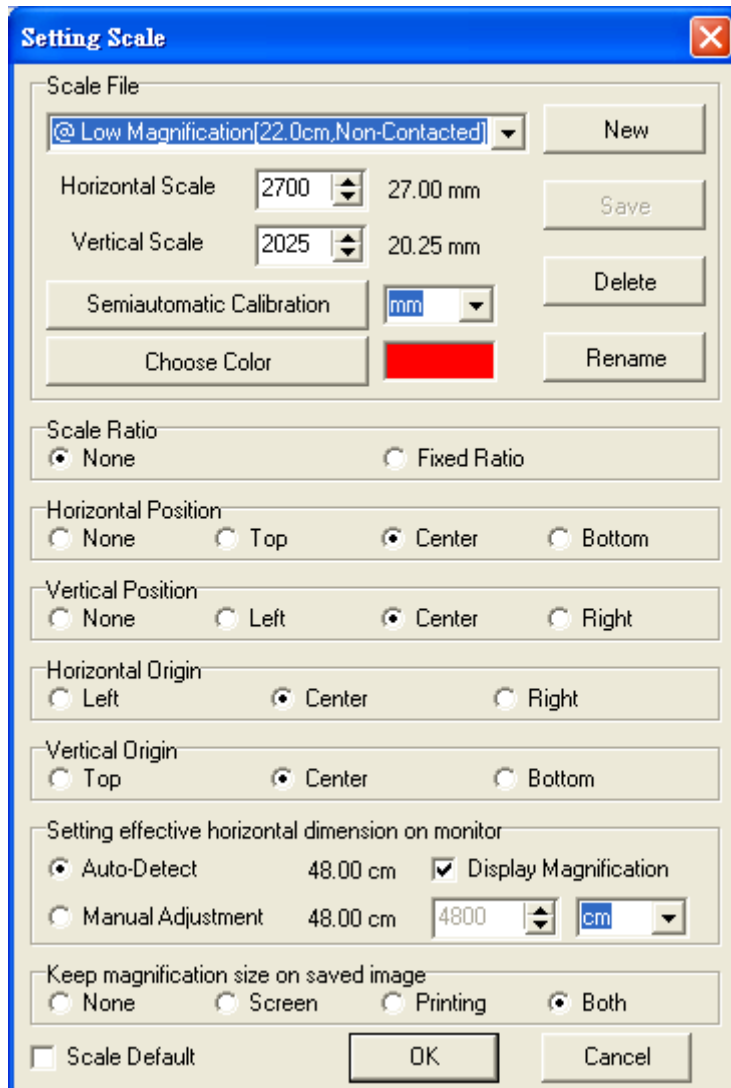 Setting Scale
Scale File
@ Low Magnification[22.0cm,Non-Contacted]
New
Horizontal Scale 2700 27.00 mm
Save
Vertical Scale 2025 20.25 mm
Delete
Semiautomatic Calibration mm
Choose Color
Rename
Scale Ratio
None Fixed Ratio
Horizontal Position
None Top Center Bottom
Vertical Position
None Left Center Right
Horizontal Origin
Left Center Right
Vertical Origin
Top Center Bottom
Setting effective horizontal dimension on monitor
Auto-Detect 48.00 cm Display Magnification
Manual Adjustment 48.00 cm 4800 cm
Keep magnification size on saved image
None Screen Printing Both
Scale Default OK Cancel